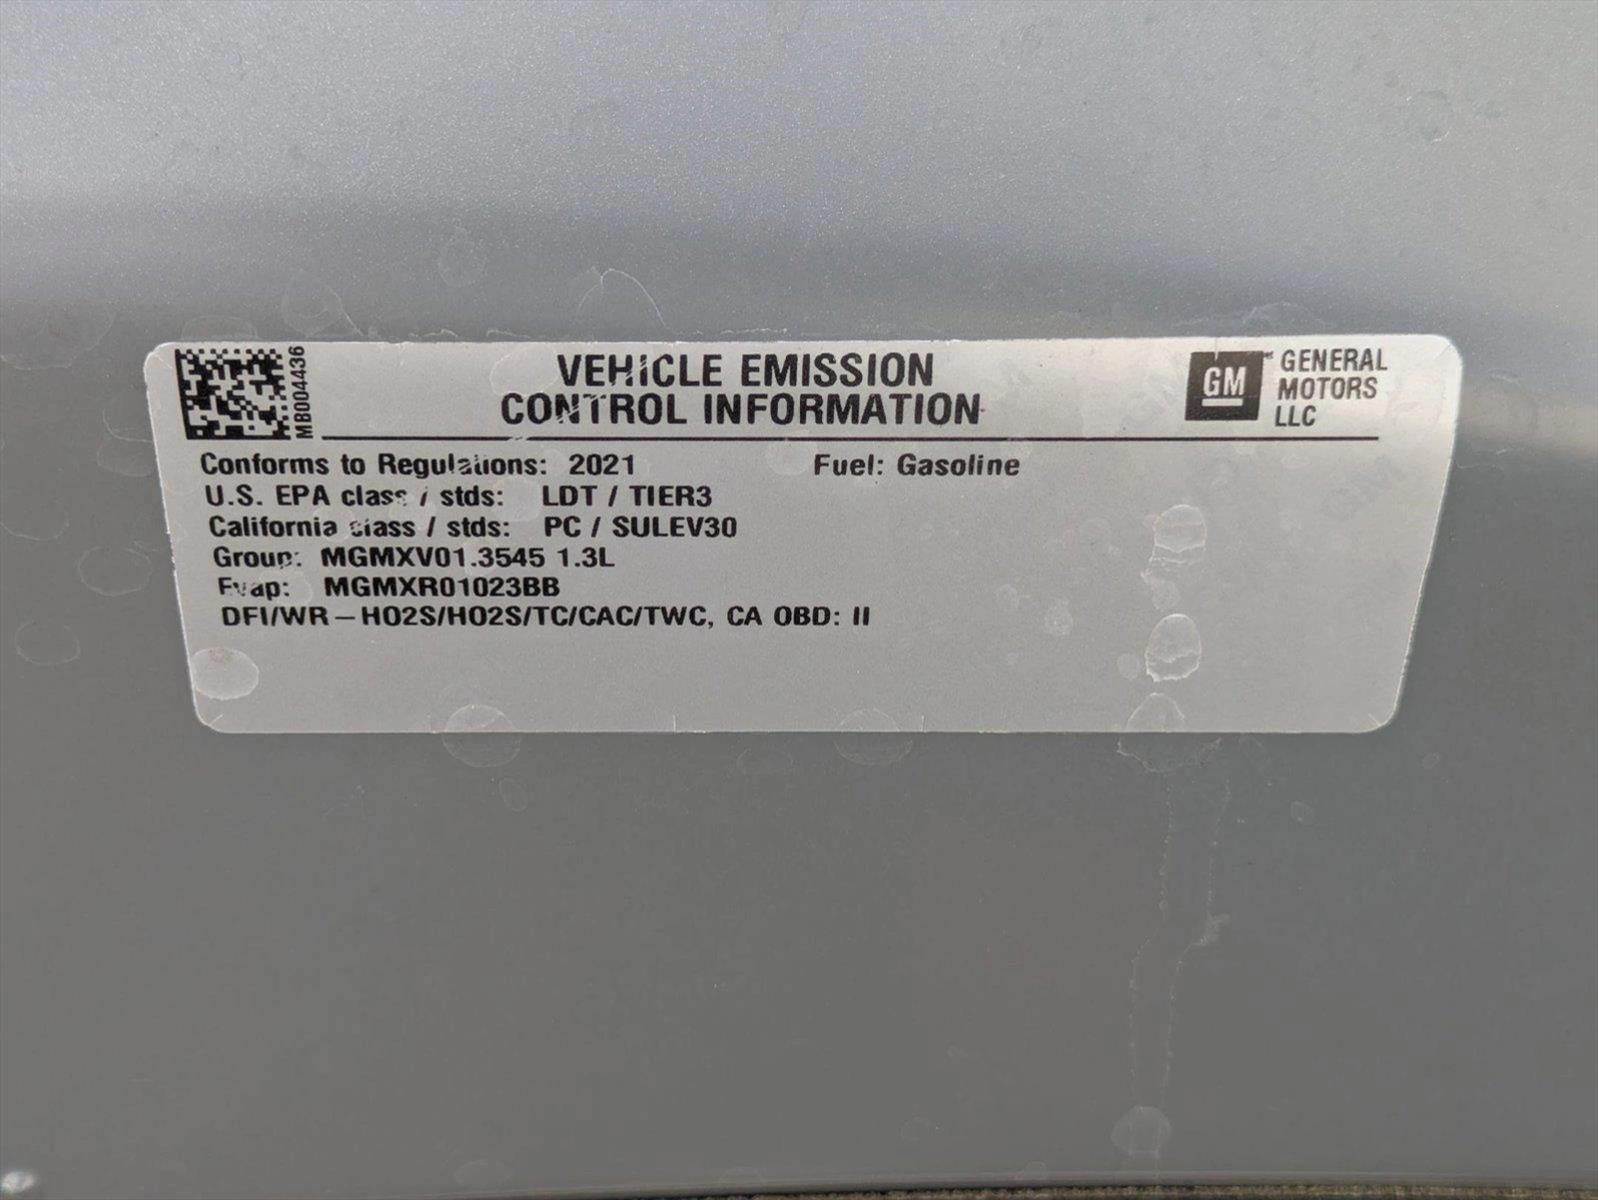 MB004436
VEHICLE EMISSION
CONTROL INFORMATION
GM
GENERAL
MOTORS
LLC
Conforms to Regulations: 2021 Fuel: Gasoline
U.S. EPA class / stds: LDT / TIER3
California class / stds: PC / SULEV30
Group: MGMXV01.3545 1.3L
Evap: MGMXR01023BB
DFI/WR – HO2S/HO2S/TC/CAC/TWC, CA OBD: II